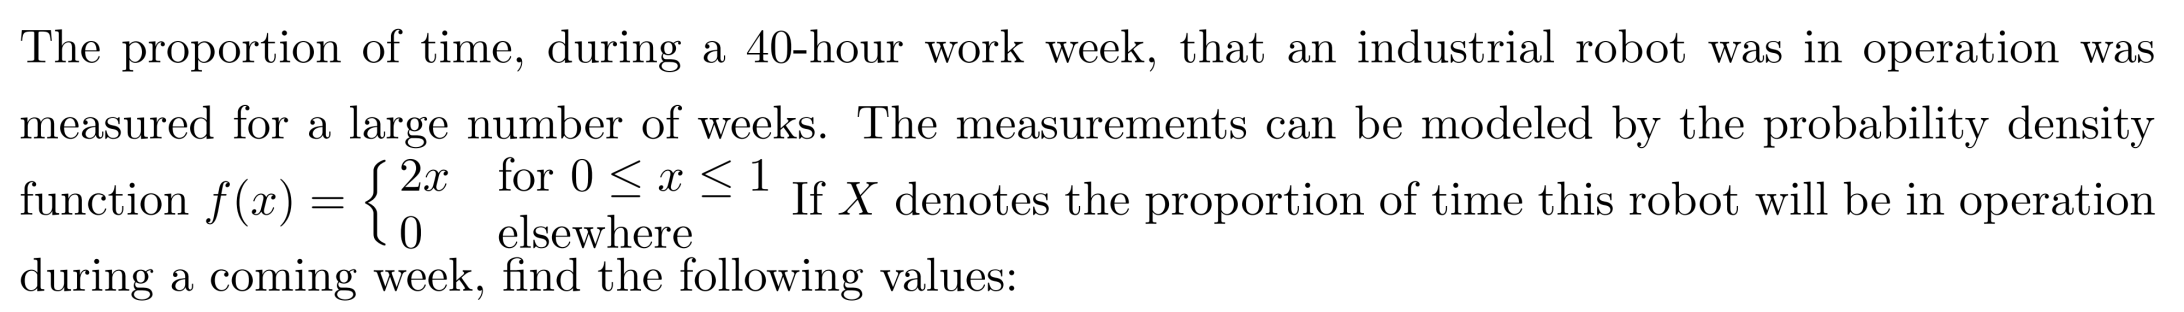 The proportion of time, during a 40-hour work week, that an industrial robot was in operation was
measured for a large number of weeks. The measurements can be modeled by the probability density
function f(x) = { 2x for 0 ≤ x ≤ 1 0 elsewhere If X denotes the proportion of time this robot will be in operation
during a coming week, find the following values: